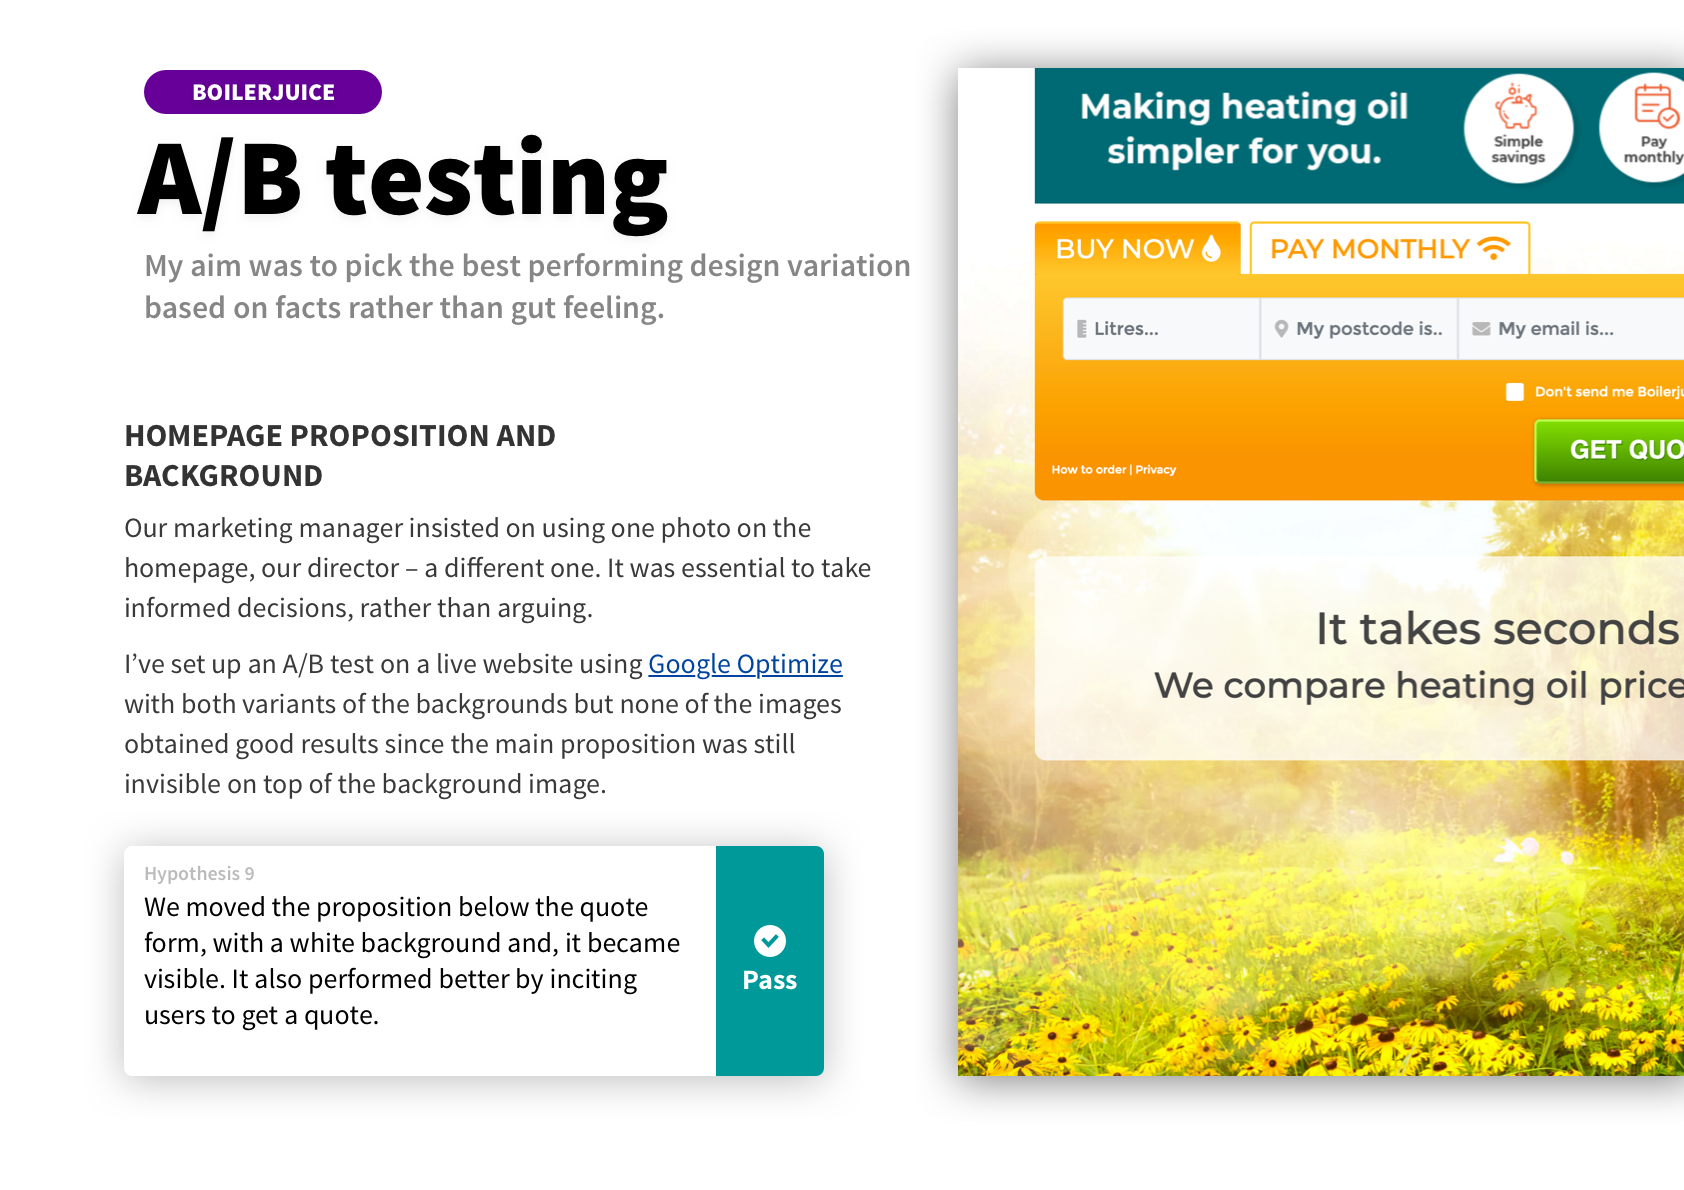 BOILERJUICE
A/B testing
My aim was to pick the best performing design variation
based on facts rather than gut feeling.
HOMEPAGE PROPOSITION AND
BACKGROUND
Our marketing manager insisted on using one photo on the
homepage, our director – a different one. It was essential to take
informed decisions, rather than arguing.
I've set up an A/B test on a live website using Google Optimize
with both variants of the backgrounds but none of the images
obtained good results since the main proposition was still
invisible on top of the background image.
Hypothesis 9
We moved the proposition below the quote
form, with a white background and, it became
visible. It also performed better by inciting
users to get a quote.
Pass
Making heating oil
simpler for you.
Simple
savings
Pay
monthly
BUY NOW
PAY MONTHLY
Litres...
My postcode is..
My email is...
Don't send me Boilerju
GET QUO
How to order | Privacy
It takes seconds
We compare heating oil price